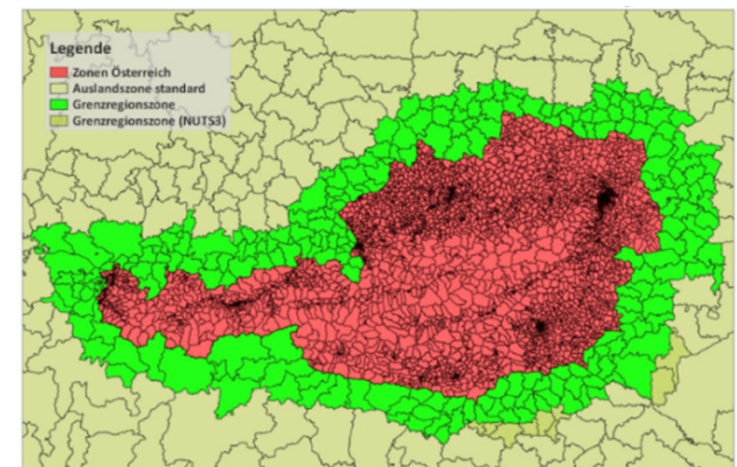 Legende
Zonen Österreich
Auslandszone standard
Grenzregionszone
Grenzregionszone (NUTS3)